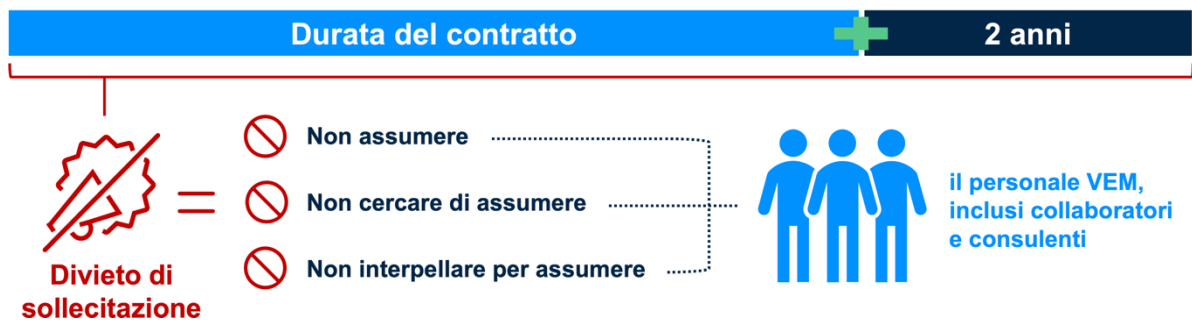 Durata del contratto
2 anni
Non assumere
Non cercare di assumere
Non interpellare per assumere
Divieto di
sollecitazione
il personale VEM,
inclusi collaboratori
e consulenti